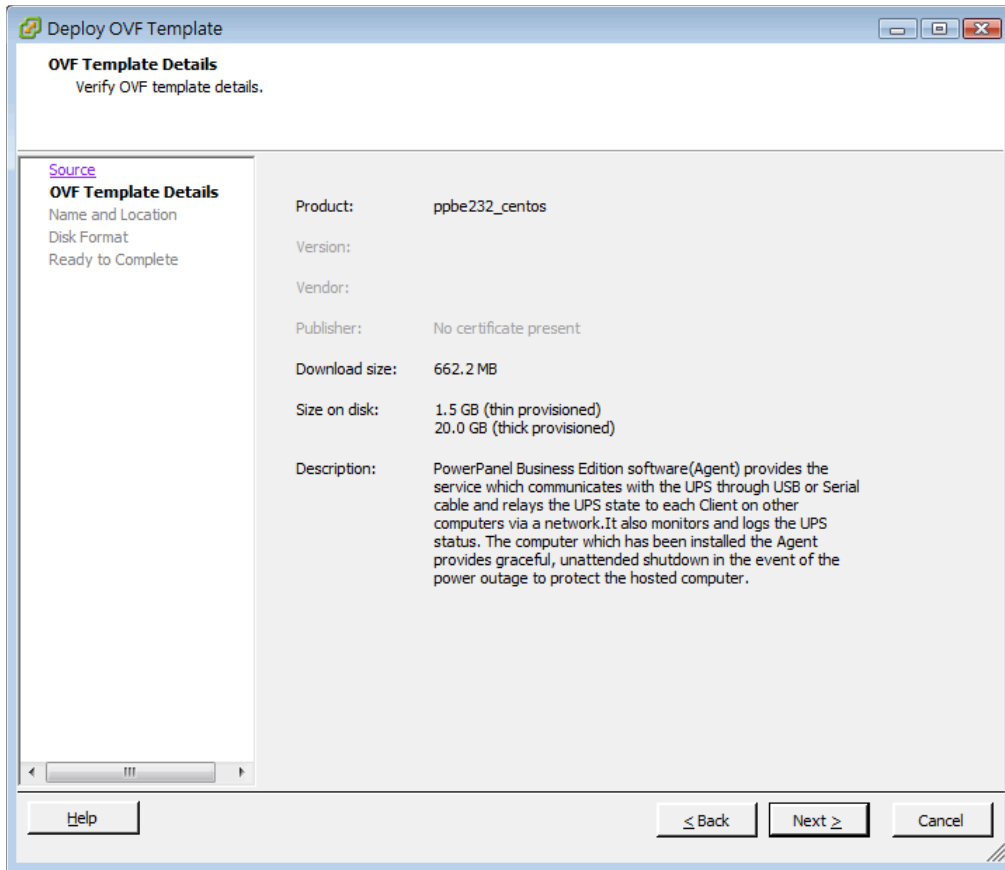 Deploy OVF Template
OVF Template Details
Verify OVF template details.
Source
OVF Template Details
Name and Location
Disk Format
Ready to Complete
Product: ppbe232_centos
Version:
Vendor:
Publisher: No certificate present
Download size: 662.2 MB
Size on disk: 1.5 GB (thin provisioned)
20.0 GB (thick provisioned)
Description: PowerPanel Business Edition software(Agent) provides the
service which communicates with the UPS through USB or Serial
cable and relays the UPS state to each Client on other
computers via a network.It also monitors and logs the UPS
status. The computer which has been installed the Agent
provides graceful, unattended shutdown in the event of the
power outage to protect the hosted computer.
Help
< Back
Next >
Cancel